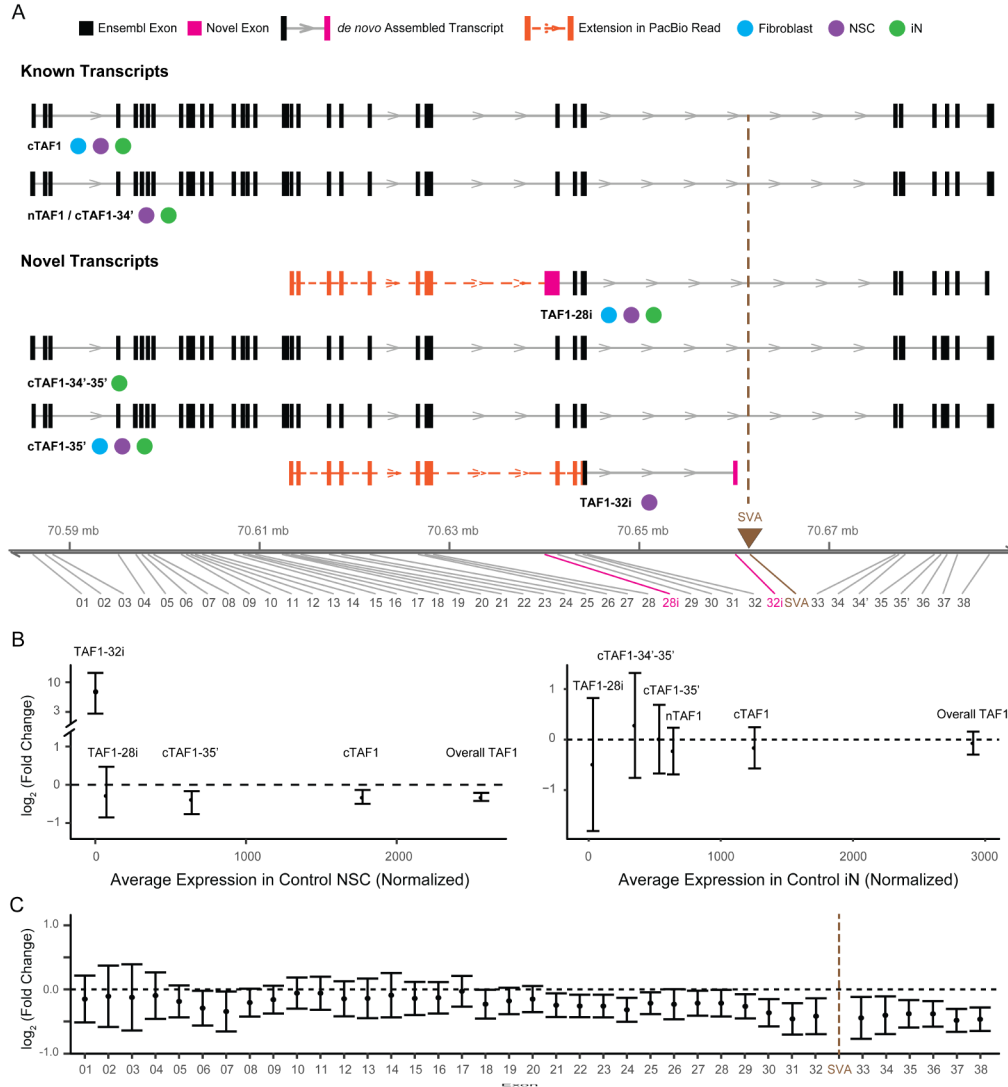 A
Ensembl Exon Novel Exon de novo Assembled Transcript Extension in PacBio Read Fibroblast NSC iN
Known Transcripts
cTAF1
nTAF1 / cTAF1-34’
Novel Transcripts
TAF1-28i
cTAF1-34’-35’
cTAF1-35’
TAF1-32i
SVA
70.59 mb 70.61 mb 70.63 mb 70.65 mb 70.67 mb
01 02 03 04 05 06 07 08 09 10 11 12 13 14 15 16 17 18 19 20 21 22 23 24 25 26 27 28 28i 29 30 31 32 32i SVA 33 34 34' 35 35' 36 37 38
B
TAF1-32i
10
3
1
0
-1
log2 (Fold Change)
TAF1-28i cTAF1-35’ cTAF1 Overall TAF1
0 1000 2000
Average Expression in Control NSC (Normalized)
cTAF1-34’-35’
TAF1-28i cTAF1-35’
nTAF1 cTAF1 Overall TAF1
1
0
-1
log2 (Fold Change)
0 1000 2000 3000
Average Expression in Control iN (Normalized)
C
1.0
0.0
-1.0
log2 (Fold Change)
01 02 03 04 05 06 07 08 09 10 11 12 13 14 15 16 17 18 19 20 21 22 23 24 25 26 27 28 29 30 31 32 SVA 33 34 35 36 37 38